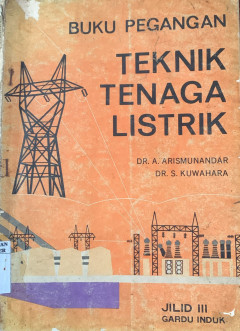 BUKU PEGANGAN
TEKNIK
TENAGA
LISTRIK
DR. A. ARISMUNANDAR
DR. S. KUWAHARA
JILID III
GARDU INDUK